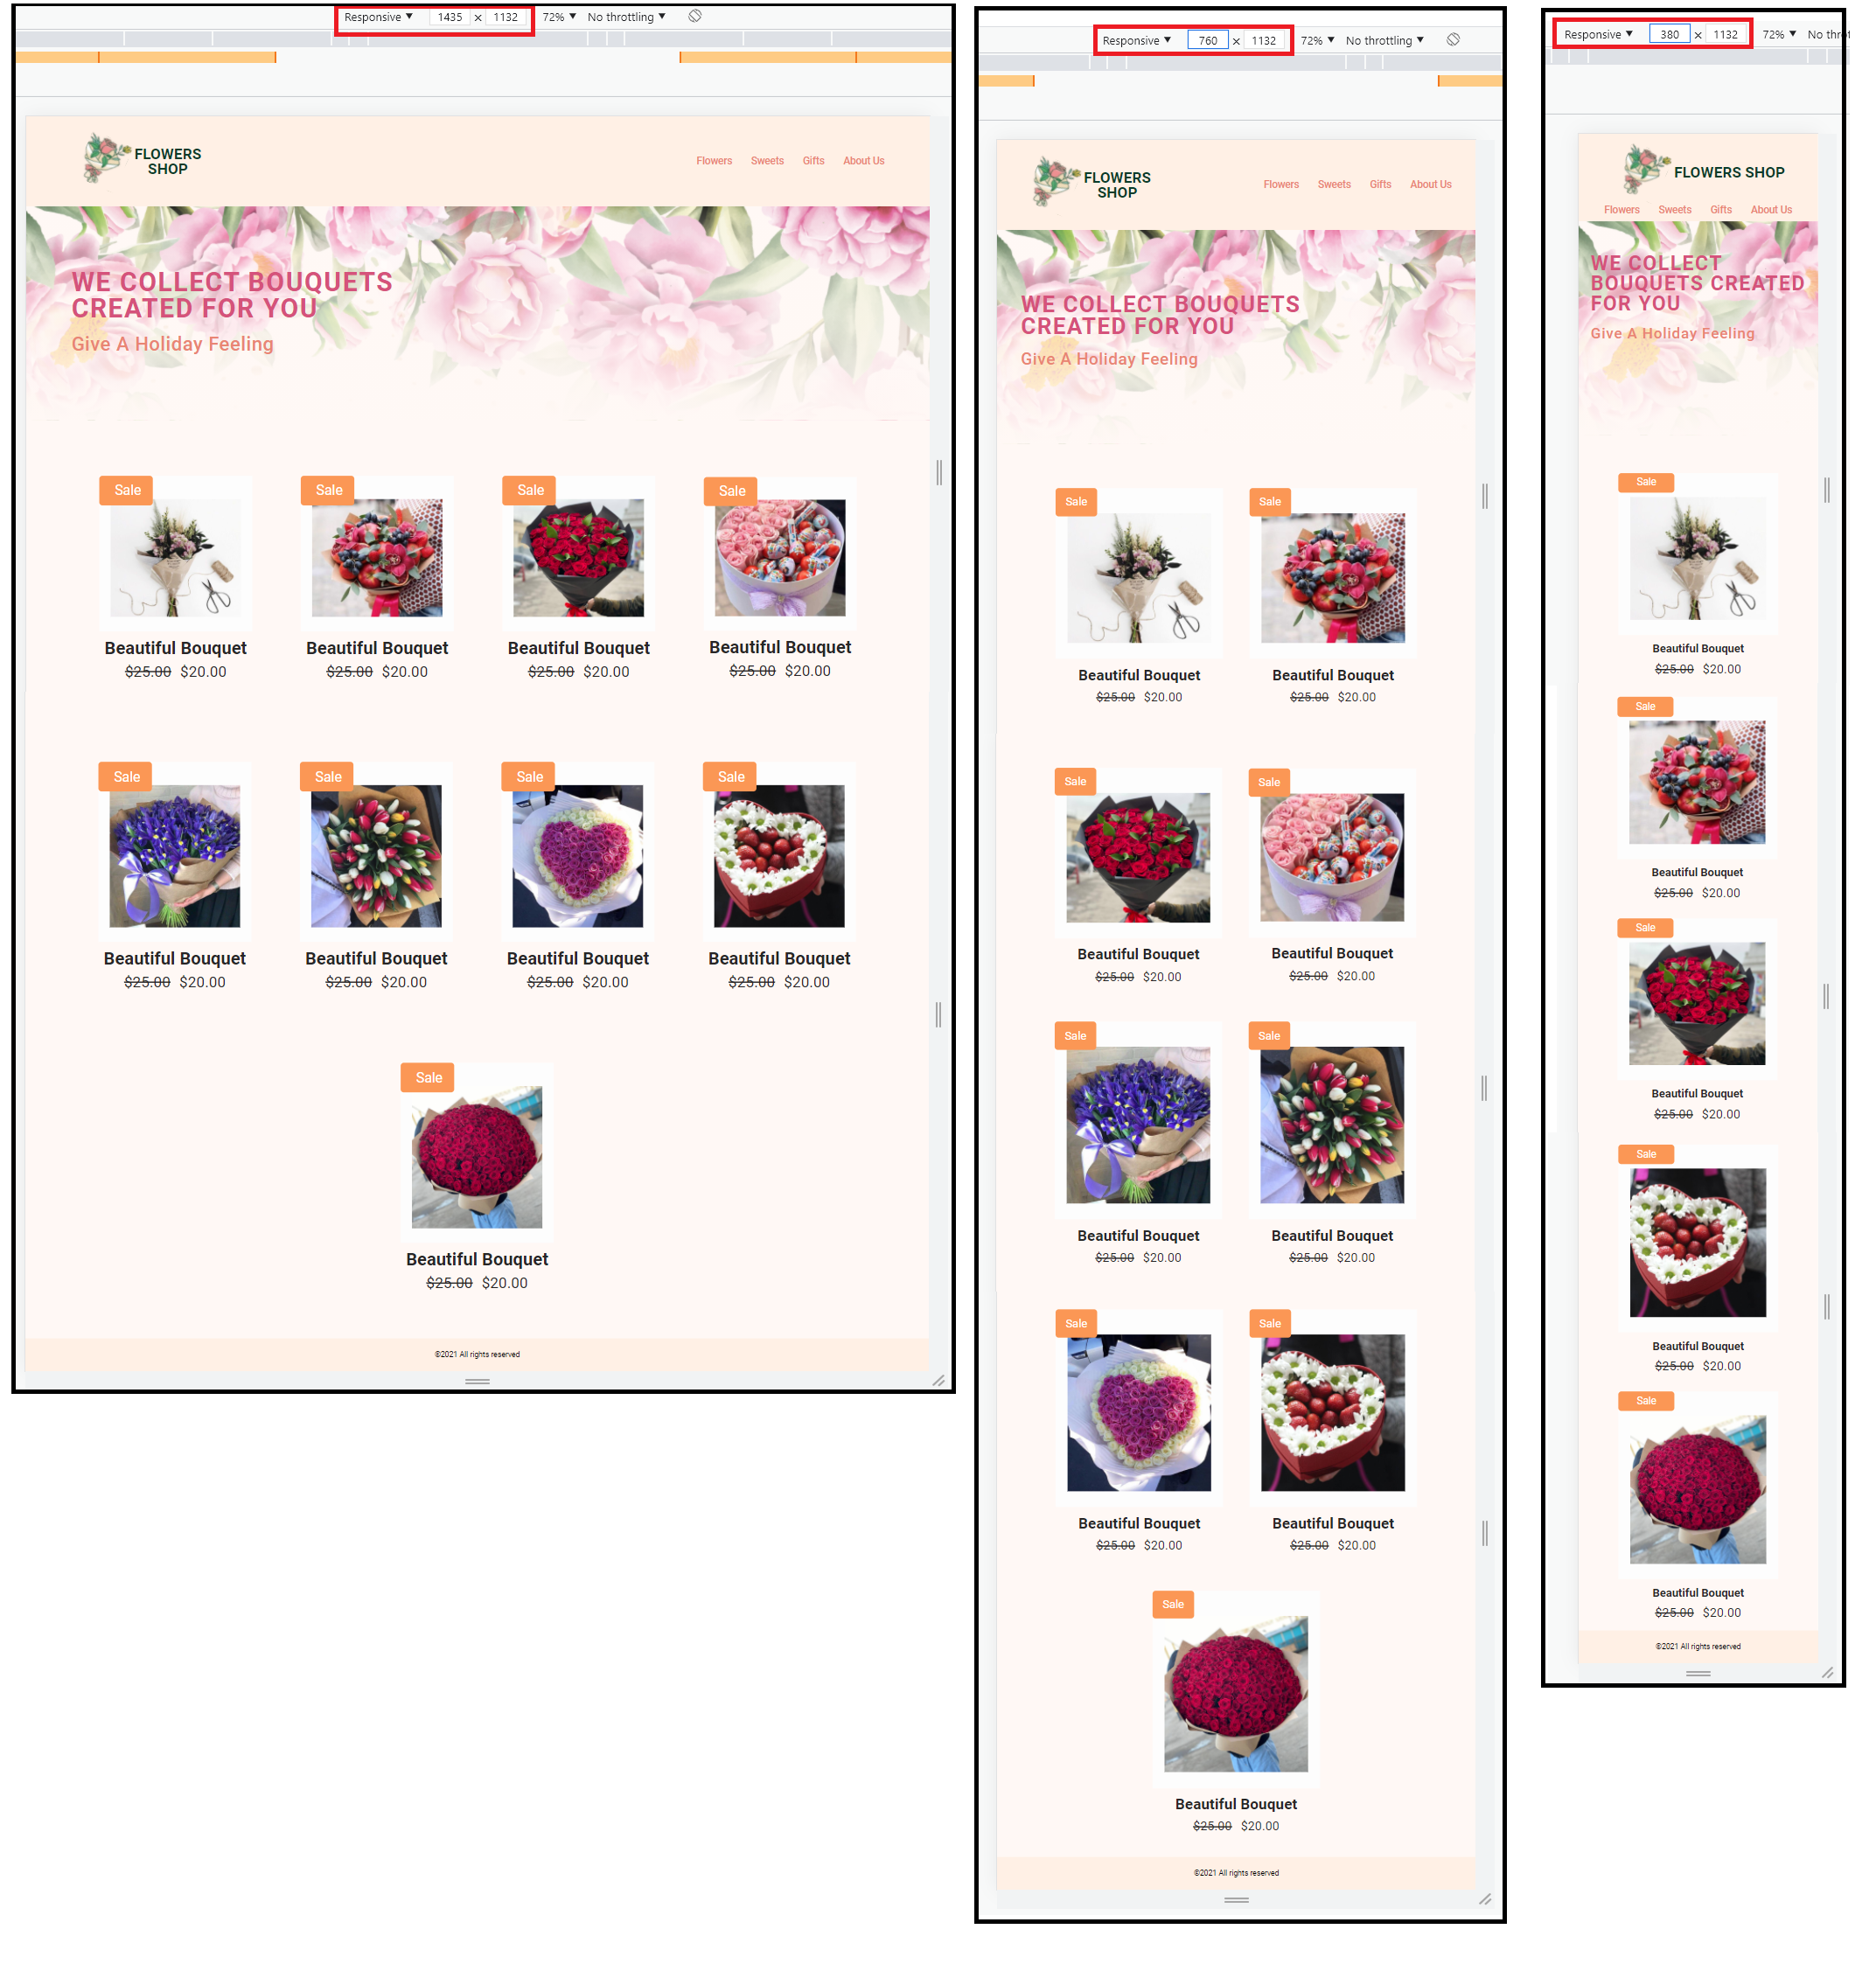 Responsive ▼ 1435 × 1132 72% ▼ No throttling ▼
FLOWERS
SHOP
Flowers Sweets Gifts About Us
WE COLLECT BOUQUETS
CREATED FOR YOU
Give A Holiday Feeling
Sale Sale Sale Sale
Beautiful Bouquet Beautiful Bouquet Beautiful Bouquet Beautiful Bouquet
$25.00 $20.00 $25.00 $20.00 $25.00 $20.00 $25.00 $20.00
Sale Sale Sale Sale
Beautiful Bouquet Beautiful Bouquet Beautiful Bouquet Beautiful Bouquet
$25.00 $20.00 $25.00 $20.00 $25.00 $20.00 $25.00 $20.00
Sale
Beautiful Bouquet
$25.00 $20.00
©2021 All rights reserved
Responsive ▼ 760 × 1132 72% ▼ No throttling ▼
FLOWERS
SHOP
Flowers Sweets Gifts About Us
WE COLLECT BOUQUETS
CREATED FOR YOU
Give A Holiday Feeling
Sale Sale
Beautiful Bouquet Beautiful Bouquet
$25.00 $20.00 $25.00 $20.00
Sale Sale
Beautiful Bouquet Beautiful Bouquet
$25.00 $20.00 $25.00 $20.00
Sale Sale
Beautiful Bouquet Beautiful Bouquet
$25.00 $20.00 $25.00 $20.00
Sale Sale
Beautiful Bouquet Beautiful Bouquet
$25.00 $20.00 $25.00 $20.00
Sale
Beautiful Bouquet
$25.00 $20.00
©2021 All rights reserved
Responsive ▼ 380 × 1132 72% ▼ No throt
FLOWERS SHOP
Flowers Sweets Gifts About Us
WE COLLECT
BOUQUETS CREATED
FOR YOU
Give A Holiday Feeling
Sale
Beautiful Bouquet
$25.00 $20.00
Sale
Beautiful Bouquet
$25.00 $20.00
Sale
Beautiful Bouquet
$25.00 $20.00
Sale
Beautiful Bouquet
$25.00 $20.00
Sale
Beautiful Bouquet
$25.00 $20.00
©2021 All rights reserved